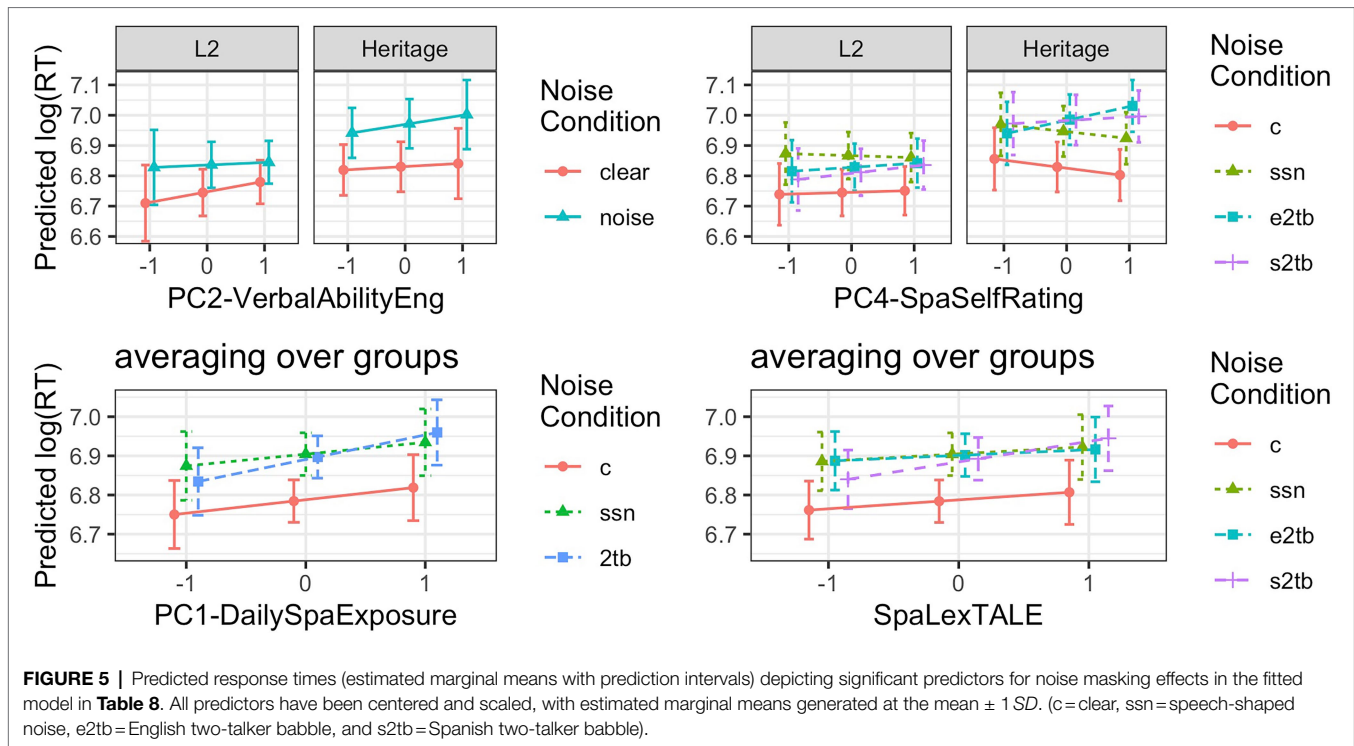 L2
Heritage
Predicted log(RT)
7.1
7.0
6.9
6.8
6.7
6.6
-1 0 1 -1 0 1
PC2-VerbalAbilityEng
Noise
Condition
clear
noise
L2
Heritage
7.1
7.0
6.9
6.8
6.7
6.6
-1 0 1 -1 0 1
PC4-SpaSelfRating
Noise
Condition
c
ssn
e2tb
s2tb
averaging over groups
Predicted log(RT)
7.0
6.9
6.8
6.7
-1 0 1
PC1-DailySpaExposure
Noise
Condition
c
ssn
2tb
averaging over groups
7.0
6.9
6.8
6.7
-1 0 1
SpaLexTALE
Noise
Condition
c
ssn
e2tb
s2tb
FIGURE 5 | Predicted response times (estimated marginal means with prediction intervals) depicting significant predictors for noise masking effects in the fitted
model in Table 8. All predictors have been centered and scaled, with estimated marginal means generated at the mean ± 1 SD. (c = clear, ssn = speech-shaped
noise, e2tb = English two-talker babble, and s2tb = Spanish two-talker babble).